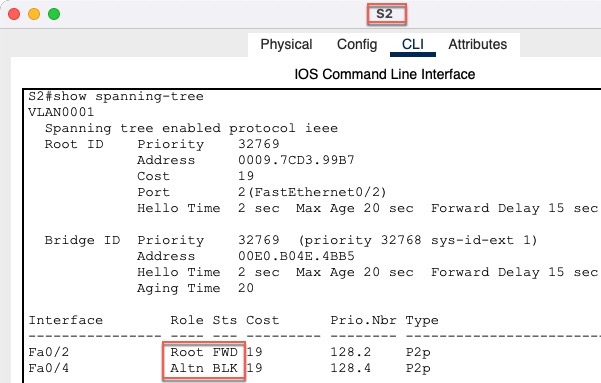 S2
Physical Config CLI Attributes
IOS Command Line Interface
S2#show spanning-tree
VLAN0001
Spanning tree enabled protocol ieee
Root ID Priority 32769
Address 0009.7CD3.99B7
Cost 19
Port 2(FastEthernet0/2)
Hello Time 2 sec Max Age 20 sec Forward Delay 15 sec
Bridge ID Priority 32769 (priority 32768 sys-id-ext 1)
Address 00E0.B04E.4BB5
Hello Time 2 sec Max Age 20 sec Forward Delay 15 sec
Aging Time 20
Interface Role Sts Cost Prio.Nbr Type
---------------- ---- --- --------- -------- --------------------------------
Fa0/2 Root FWD 19 128.2 P2p
Fa0/4 Altn BLK 19 128.4 P2p